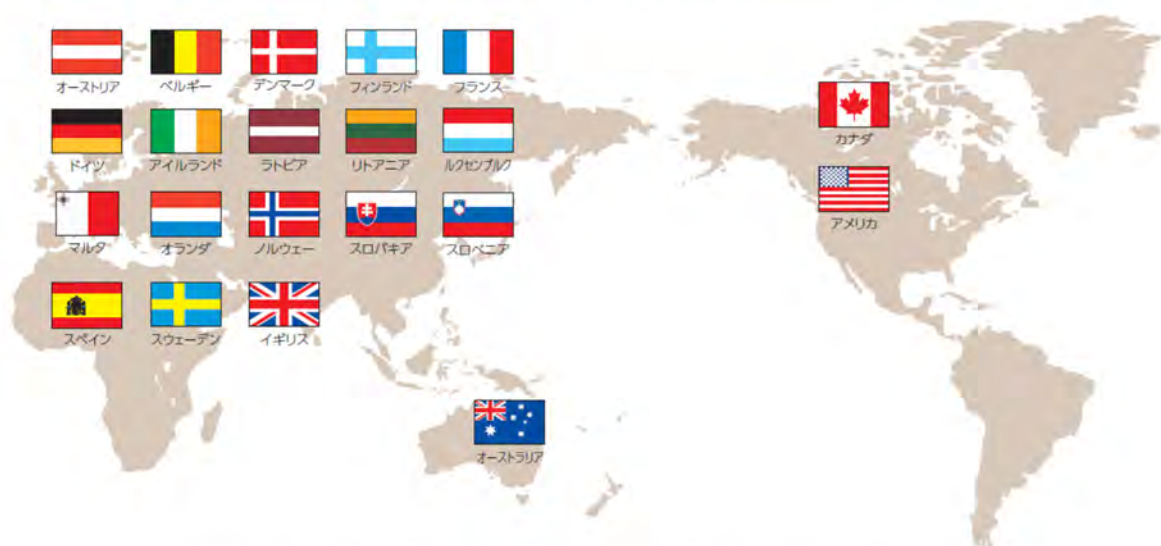 オーストリア
ベルギー
デンマーク
フィンランド
フランス
カナダ
ドイツ
アイルランド
ラトビア
リトアニア
ルクセンブルク
アメリカ
マルタ
オランダ
ノルウェー
スロバキア
スロベニア
スペイン
スウェーデン
イギリス
オーストラリア